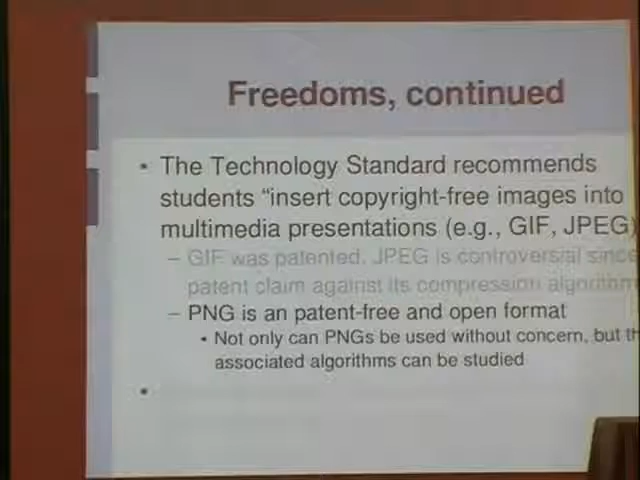 Freedoms, continued
• The Technology Standard recommends
students “insert copyright-free images into
multimedia presentations (e.g., GIF, JPEG)
– GIF was patented, JPEG is controversial since
patent claim against its compression algorithm
– PNG is an patent-free and open format
• Not only can PNGs be used without concern, but th
associated algorithms can be studied
•